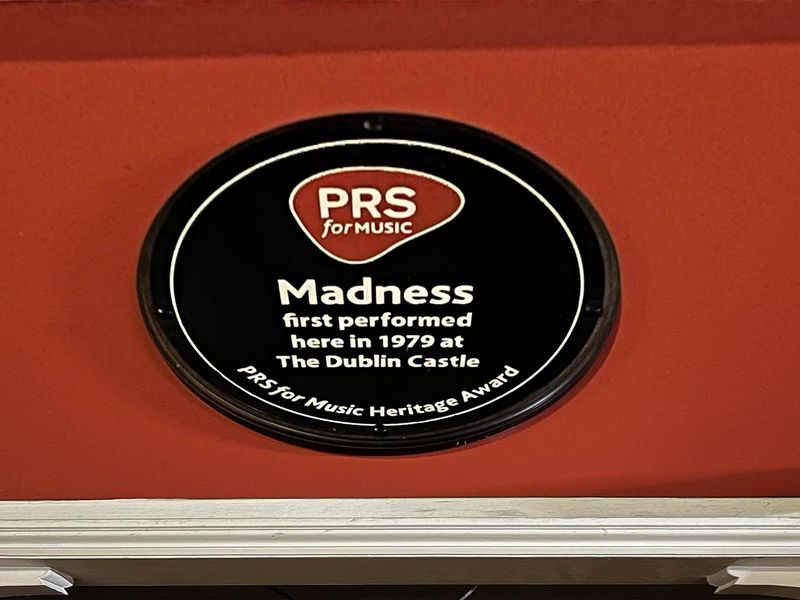 PRS
for MUSIC
Madness
first performed
here in 1979 at
The Dublin Castle
PRS for Music Heritage Award